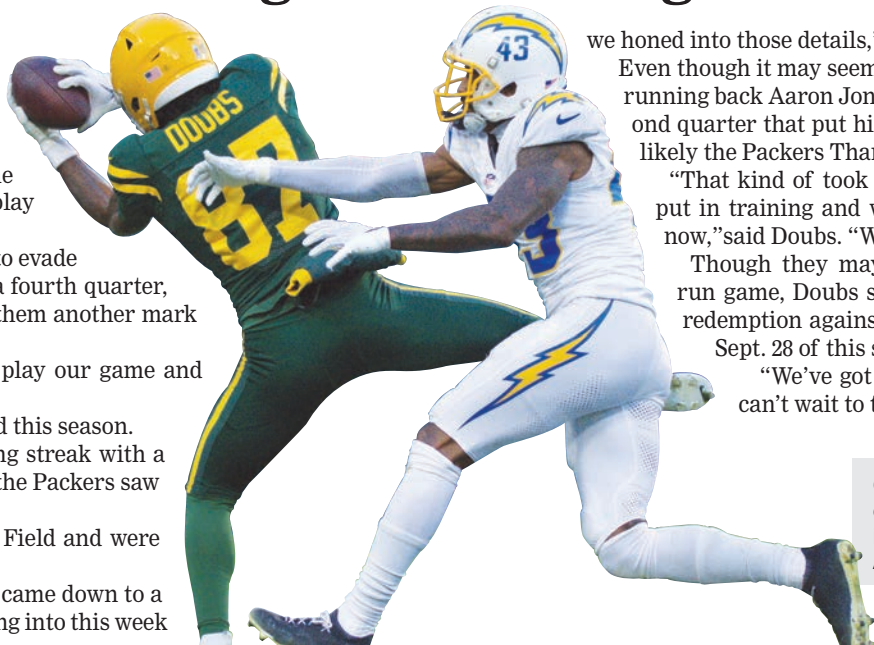 e
play
to evade
a fourth quarter,
them another mark
play our game and
d this season.
ng streak with a
the Packers saw
Field and were
came down to a
ng into this week
DOUBS
87
43
we honed into those details,"
Even though it may seem
running back Aaron Jon
ond quarter that put hi
likely the Packers Than
"That kind of took
put in training and w
now,"said Doubs. "W
Though they may
run game, Doubs s
redemption agains
Sept. 28 of this s
"We've got
can't wait to t